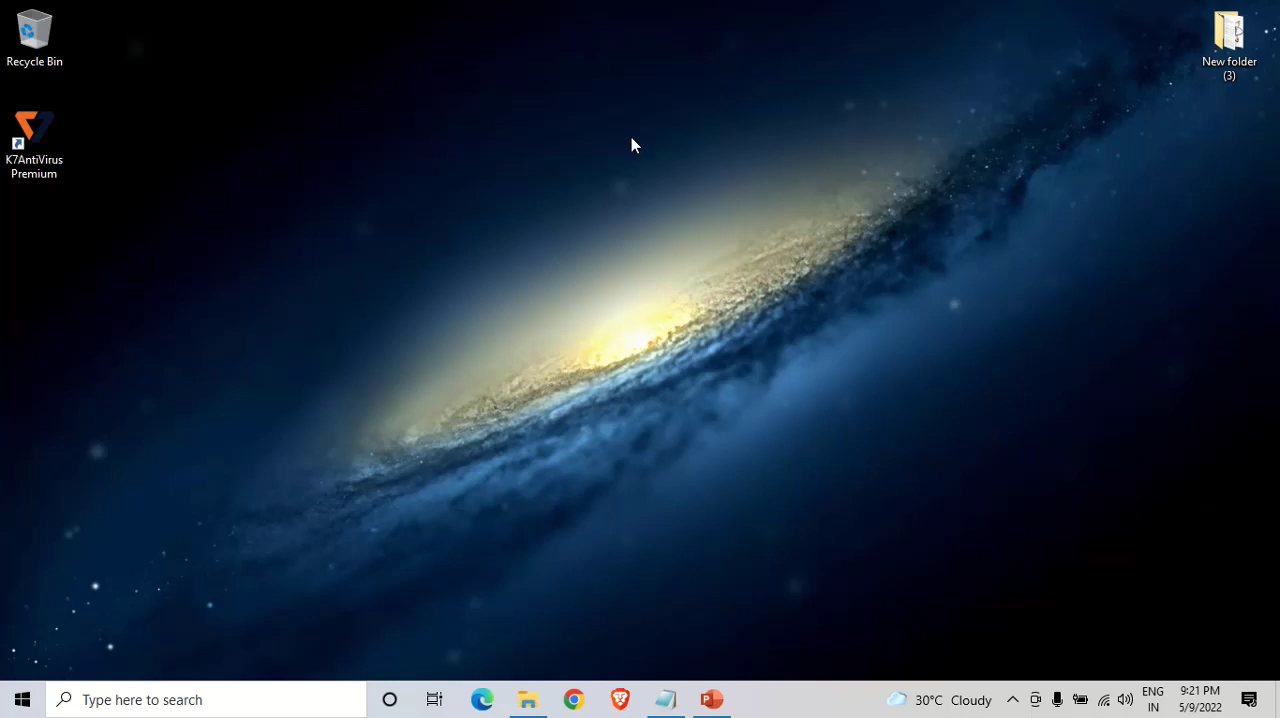 Recycle Bin
K7AntiVirus
Premium
New folder
(3)
Type here to search
30°C Cloudy
ENG
IN
9:21 PM
5/9/2022